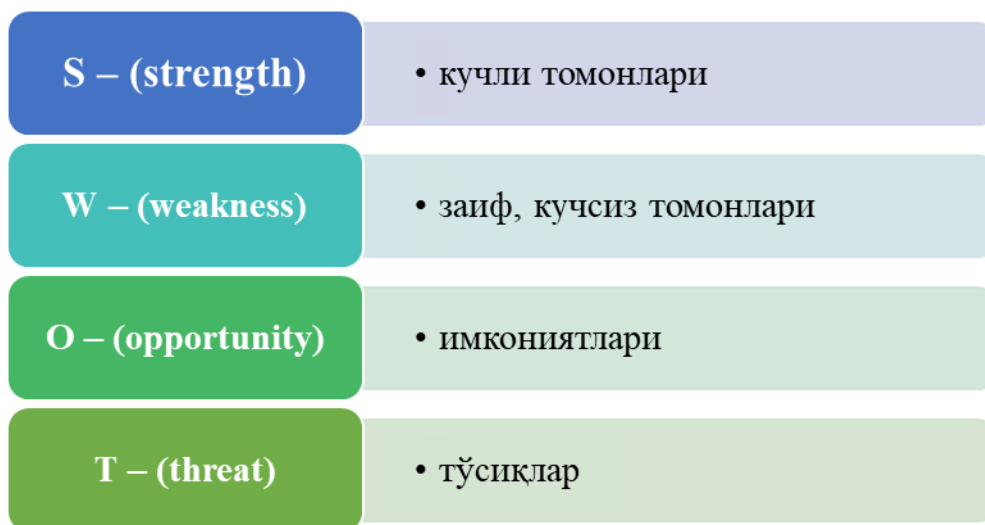 S – (strength)
• кучли томонлари
W – (weakness)
• заиф, кучсиз томонлари
O – (opportunity)
• имкониятлари
T – (threat)
• тўсиқлар